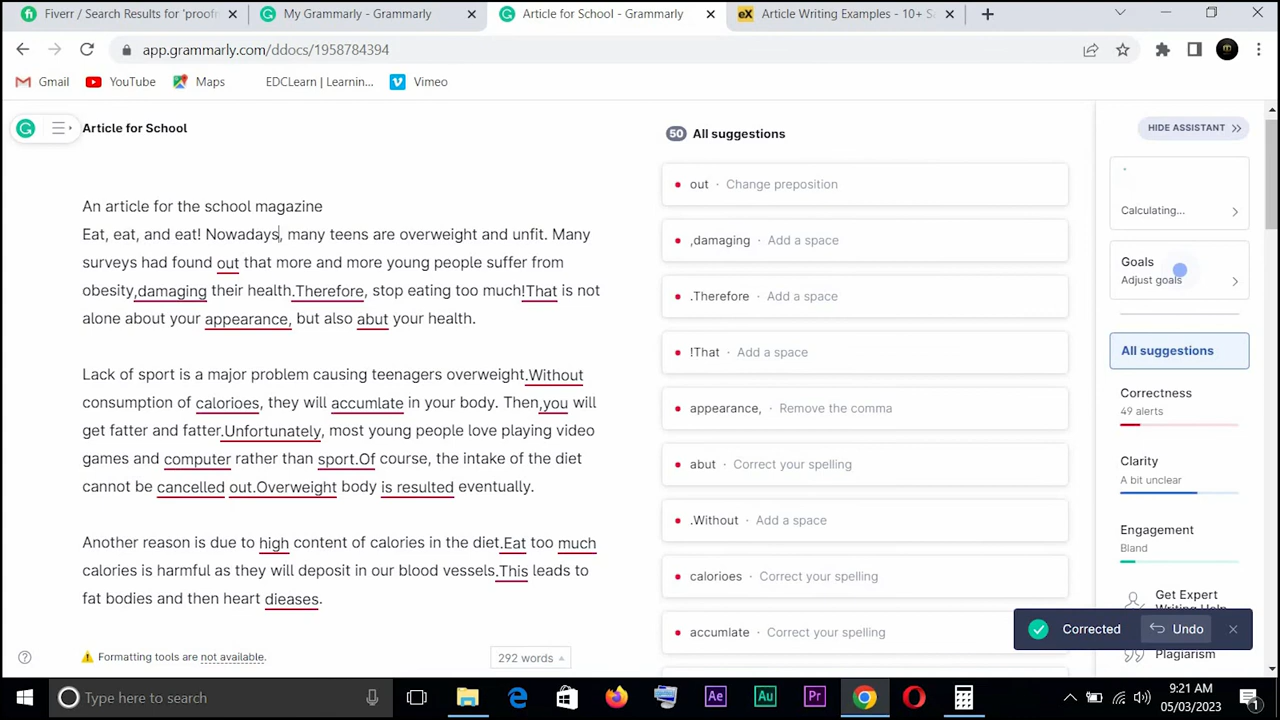 Fiverr / Search Results for 'proofr
My Grammarly - Grammarly
Article for School - Grammarly
eX
Article Writing Examples - 10+ Sa
app.grammarly.com/ddocs/1958784394
Gmail
YouTube
Maps
EDCLearn | Learnin...
Vimeo
Article for School
50 All suggestions
HIDE ASSISTANT
An article for the school magazine
Eat, eat, and eat! Nowadays, many teens are overweight and unfit. Many
surveys had found out that more and more young people suffer from
obesity,damaging their health.Therefore, stop eating too much!That is not
alone about your appearance, but also abut your health.
Lack of sport is a major problem causing teenagers overweight.Without
consumption of calorioes, they will accumlate in your body. Then,you will
get fatter and fatter.Unfortunately, most young people love playing video
games and computer rather than sport.Of course, the intake of the diet
cannot be cancelled out.Overweight body is resulted eventually.
Another reason is due to high content of calories in the diet.Eat too much
calories is harmful as they will deposit in our blood vessels.This leads to
fat bodies and then heart dieases.
out · Change preposition
,damaging · Add a space
.Therefore · Add a space
!That · Add a space
appearance, · Remove the comma
abut · Correct your spelling
.Without · Add a space
calorioes · Correct your spelling
accumlate · Correct your spelling
Calculating...
Goals
Adjust goals
All suggestions
Correctness
49 alerts
Clarity
A bit unclear
Engagement
Bland
Get Expert
Writing Help
Corrected
Undo
Plagiarism
Formatting tools are not available.
292 words
Type here to search
Ae
Au
Pr
9:21 AM
05/03/2023
1